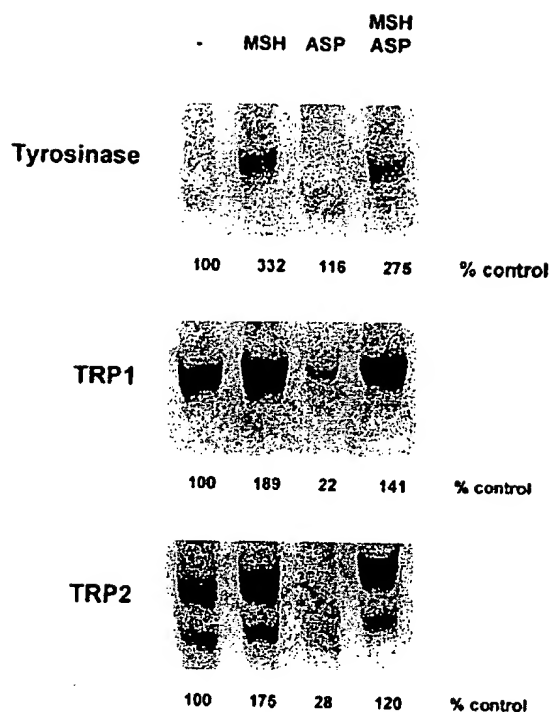 MSH
- MSH ASP ASP
Tyrosinase
100 332 116 275 % control
TRP1
100 189 22 141 % control
TRP2
100 175 28 120 % control